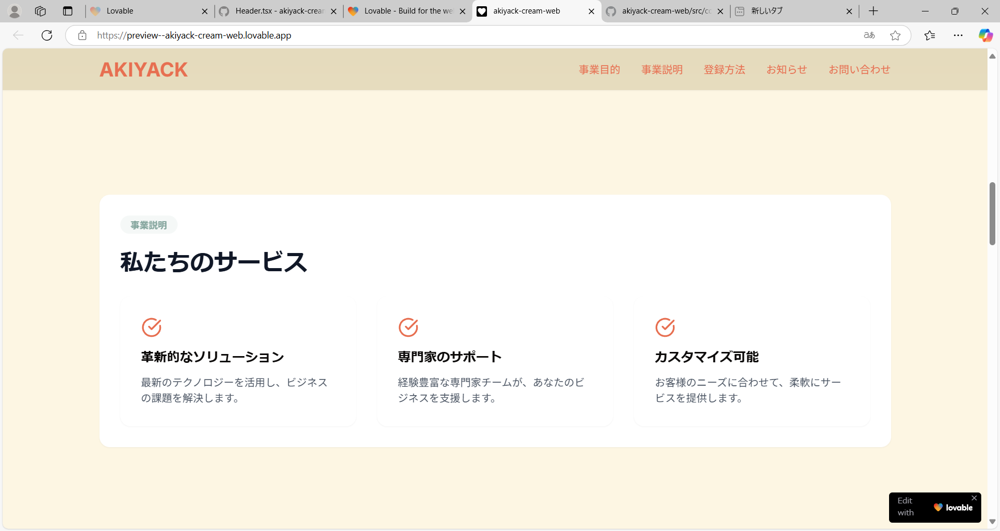 Lovable
Header.tsx - akiyack-crean
Lovable - Build for the we
akiyack-cream-web
akiyack-cream-web/src/cc
新しいタブ
https://preview--akiyack-cream-web.lovable.app
aあ
AKIYACK
事業目的
事業説明
登録方法
お知らせ
お問い合わせ
事業説明
私たちのサービス
革新的なソリューション
最新のテクノロジーを活用し、ビジネス
の課題を解決します。
専門家のサポート
経験豊富な専門家チームが、あなたのビ
ジネスを支援します。
カスタマイズ可能
お客様のニーズに合わせて、柔軟にサー
ビスを提供します。
Edit
with
lovable